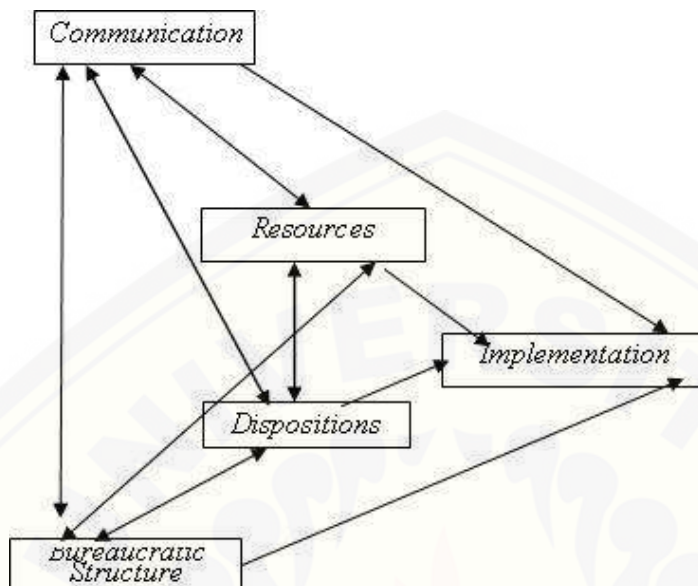 Communication
Resources
Implementation
Dispositions
Bureaucratic
Structure